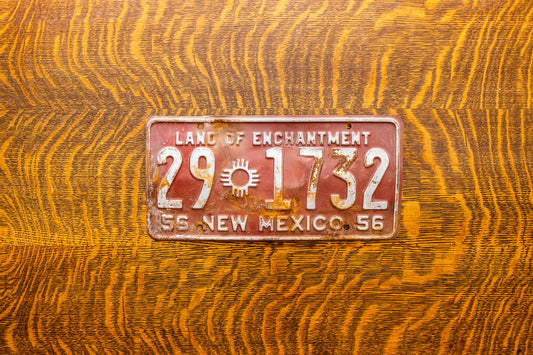 LAND OF ENCHANTMENT
29 1732
55 NEW MEXICO 56